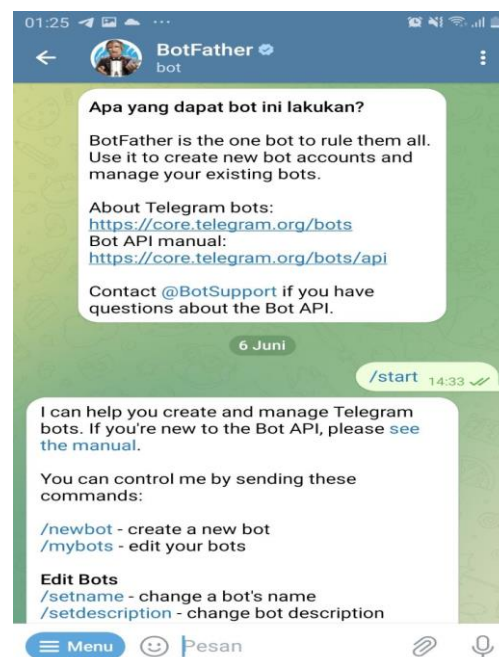 01:25
BotFather
bot
Apa yang dapat bot ini lakukan?
BotFather is the one bot to rule them all.
Use it to create new bot accounts and
manage your existing bots.
About Telegram bots:
https://core.telegram.org/bots
Bot API manual:
https://core.telegram.org/bots/api
Contact @BotSupport if you have
questions about the Bot API.
6 Juni
/start 14:33
I can help you create and manage Telegram
bots. If you're new to the Bot API, please see
the manual.
You can control me by sending these
commands:
/newbot - create a new bot
/mybots - edit your bots
Edit Bots
/setname - change a bot's name
/setdescription - change bot description
Menu
Pesan